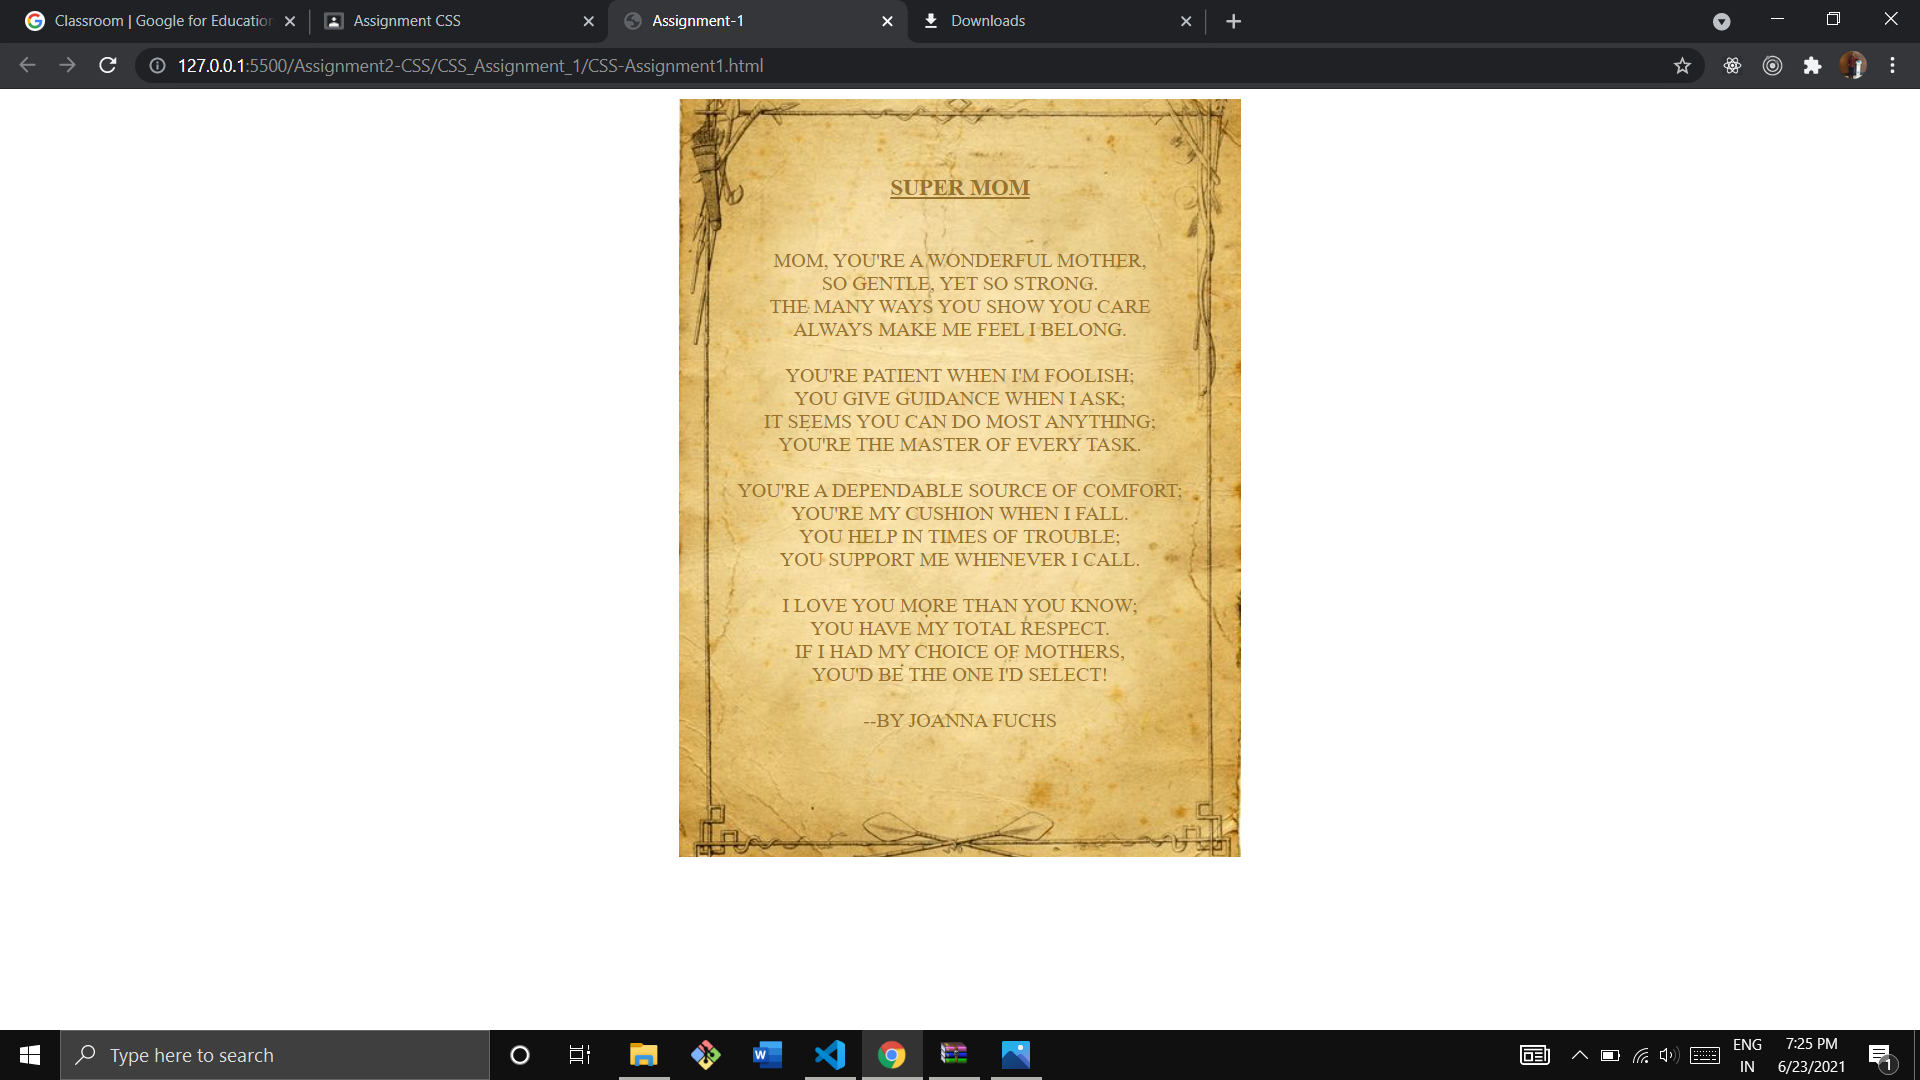 Classroom | Google for Education
Assignment CSS
Assignment-1
Downloads
127.0.0.1:5500/Assignment2-CSS/CSS_Assignment_1/CSS-Assignment1.html
SUPER MOM
MOM, YOU'RE A WONDERFUL MOTHER,
SO GENTLE, YET SO STRONG.
THE MANY WAYS YOU SHOW YOU CARE
ALWAYS MAKE ME FEEL I BELONG.
YOU'RE PATIENT WHEN I'M FOOLISH;
YOU GIVE GUIDANCE WHEN I ASK;
IT SEEMS YOU CAN DO MOST ANYTHING;
YOU'RE THE MASTER OF EVERY TASK.
YOU'RE A DEPENDABLE SOURCE OF COMFORT;
YOU'RE MY CUSHION WHEN I FALL.
YOU HELP IN TIMES OF TROUBLE;
YOU SUPPORT ME WHENEVER I CALL.
I LOVE YOU MORE THAN YOU KNOW;
YOU HAVE MY TOTAL RESPECT.
IF I HAD MY CHOICE OF MOTHERS,
YOU'D BE THE ONE I'D SELECT!
--BY JOANNA FUCHS
Type here to search
W
ENG
IN
7:25 PM
6/23/2021
1